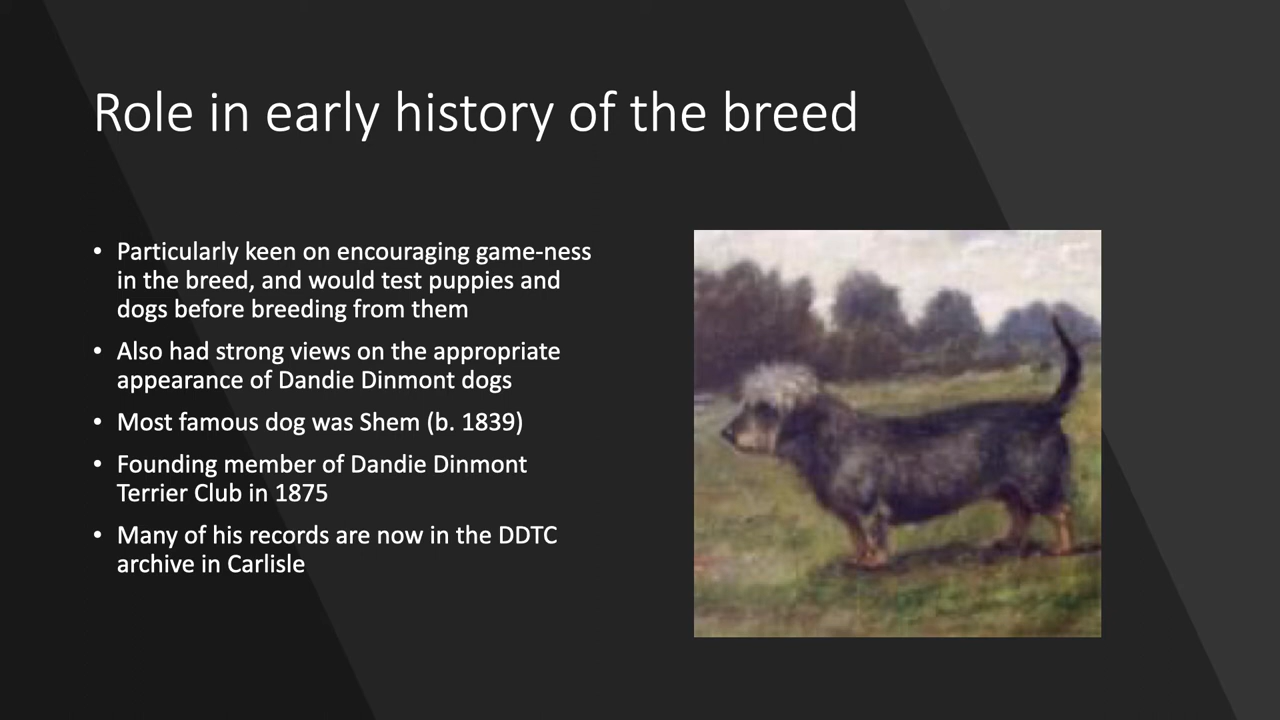 Role in early history of the breed
• Particularly keen on encouraging game-ness
in the breed, and would test puppies and
dogs before breeding from them
• Also had strong views on the appropriate
appearance of Dandie Dinmont dogs
• Most famous dog was Shem (b. 1839)
• Founding member of Dandie Dinmont
Terrier Club in 1875
• Many of his records are now in the DDTC
archive in Carlisle